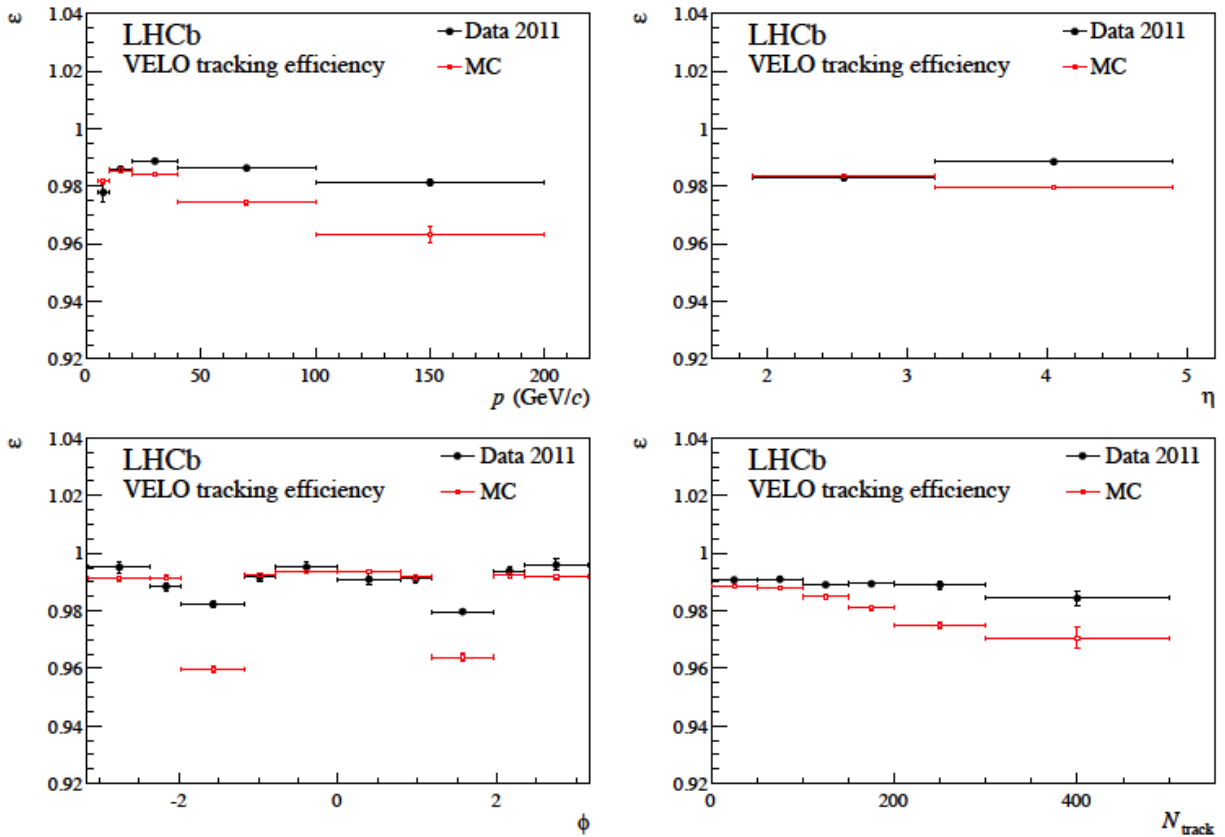 ε
1.04
1.02
1
0.98
0.96
0.94
0.92
LHCb
VELO tracking efficiency
Data 2011
MC
0 50 100 150 200
p (GeV/c)
ε
1.04
1.02
1
0.98
0.96
0.94
0.92
LHCb
VELO tracking efficiency
Data 2011
MC
2 3 4 5
η
ε
1.04
1.02
1
0.98
0.96
0.94
0.92
LHCb
VELO tracking efficiency
Data 2011
MC
-2 0 2
ϕ
ε
1.04
1.02
1
0.98
0.96
0.94
0.92
LHCb
VELO tracking efficiency
Data 2011
MC
0 200 400
N_track